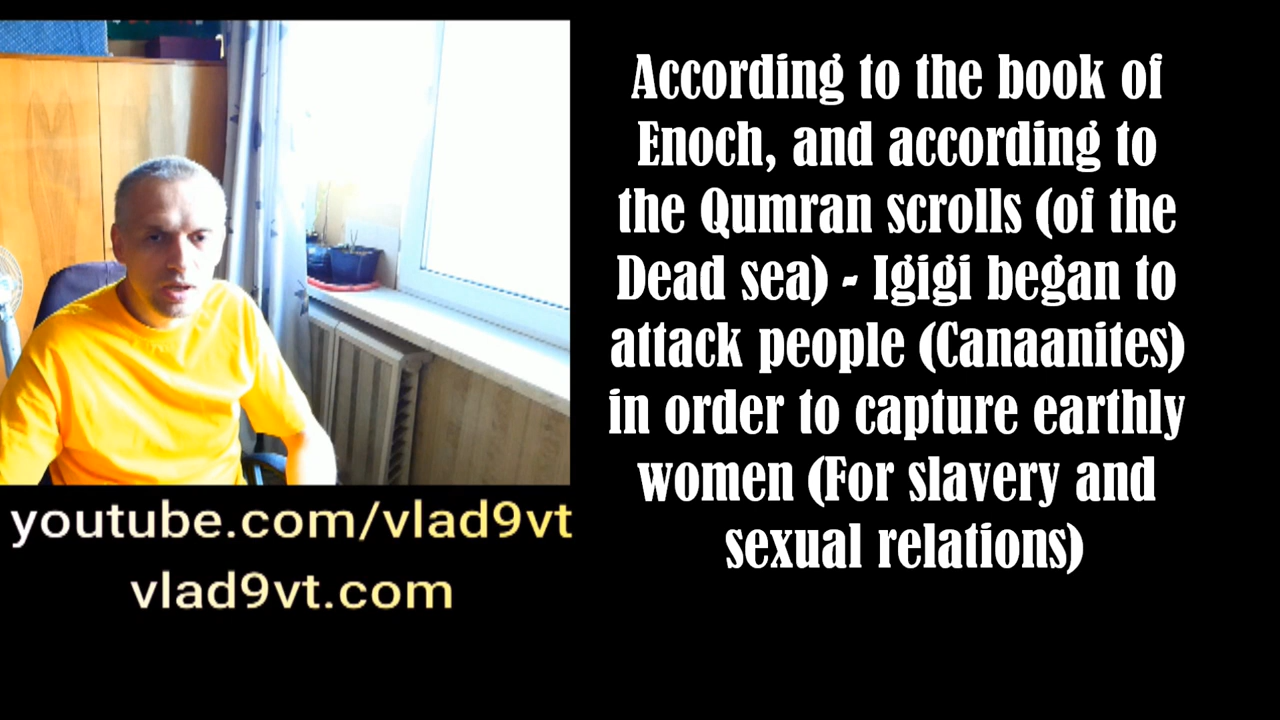 According to the book of
Enoch, and according to
the Qumran scrolls (of the
Dead sea) - Igigi began to
attack people (Canaanites)
in order to capture earthly
women (For slavery and
sexual relations)
youtube.com/vlad9vt
vlad9vt.com